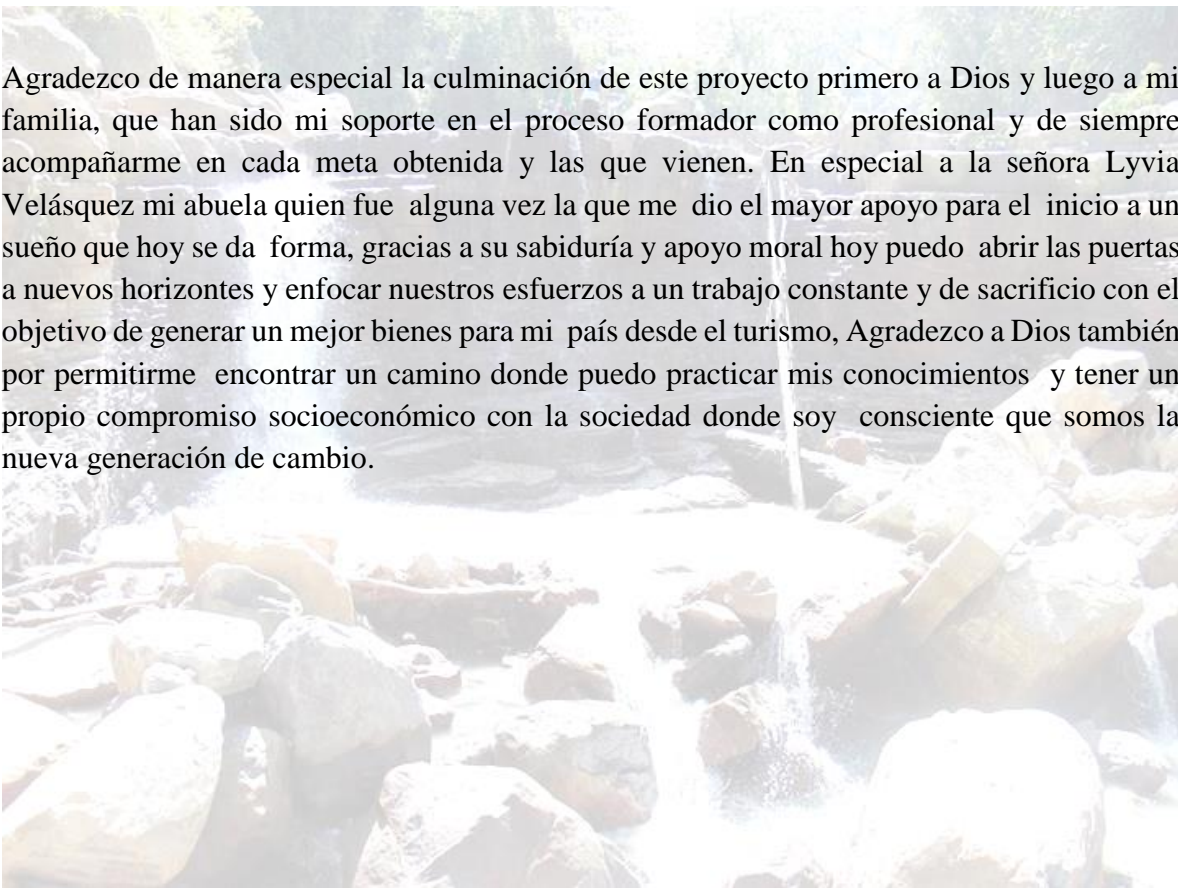 Agradezco de manera especial la culminación de este proyecto primero a Dios y luego a mi
familia, que han sido mi soporte en el proceso formador como profesional y de siempre
acompañarme en cada meta obtenida y las que vienen. En especial a la señora Lyvia
Velásquez mi abuela quien fue alguna vez la que me dio el mayor apoyo para el inicio a un
sueño que hoy se da forma, gracias a su sabiduría y apoyo moral hoy puedo abrir las puertas
a nuevos horizontes y enfocar nuestros esfuerzos a un trabajo constante y de sacrificio con el
objetivo de generar un mejor bienes para mi país desde el turismo, Agradezco a Dios también
por permitirme encontrar un camino donde puedo practicar mis conocimientos y tener un
propio compromiso socioeconómico con la sociedad donde soy consciente que somos la
nueva generación de cambio.